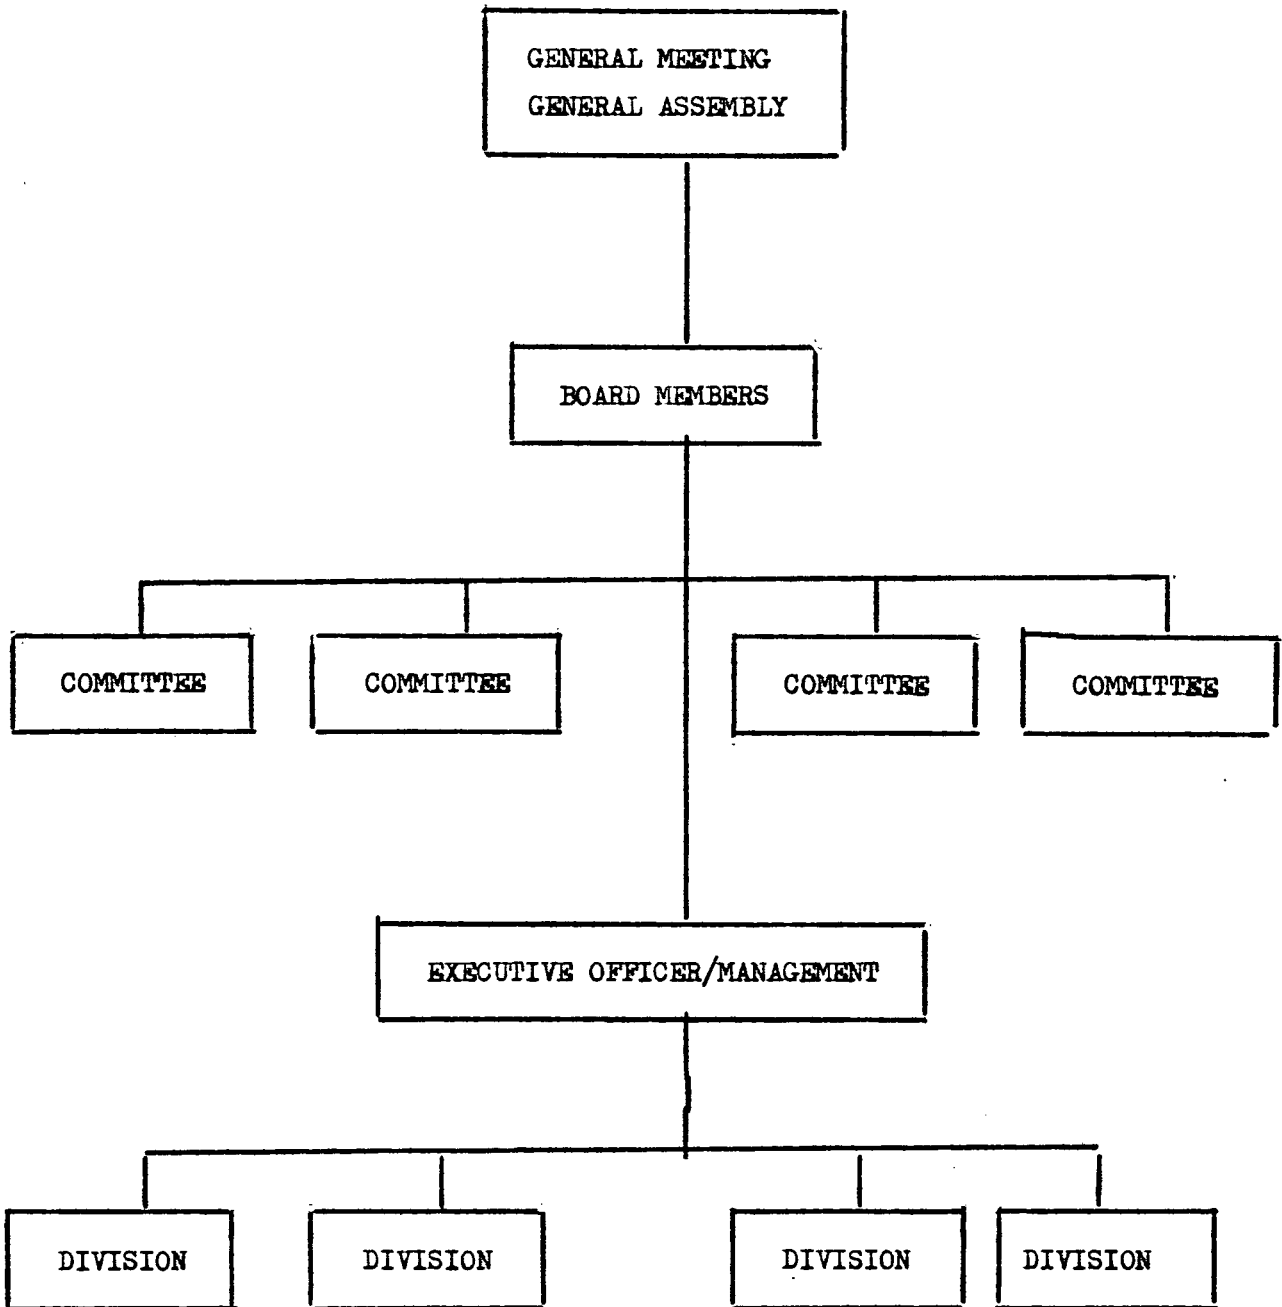 GENERAL MEETING
GENERAL ASSEMBLY
BOARD MEMBERS
COMMITTEE
COMMITTEE
COMMITTEE
COMMITTEE
EXECUTIVE OFFICER/MANAGEMENT
DIVISION
DIVISION
DIVISION
DIVISION